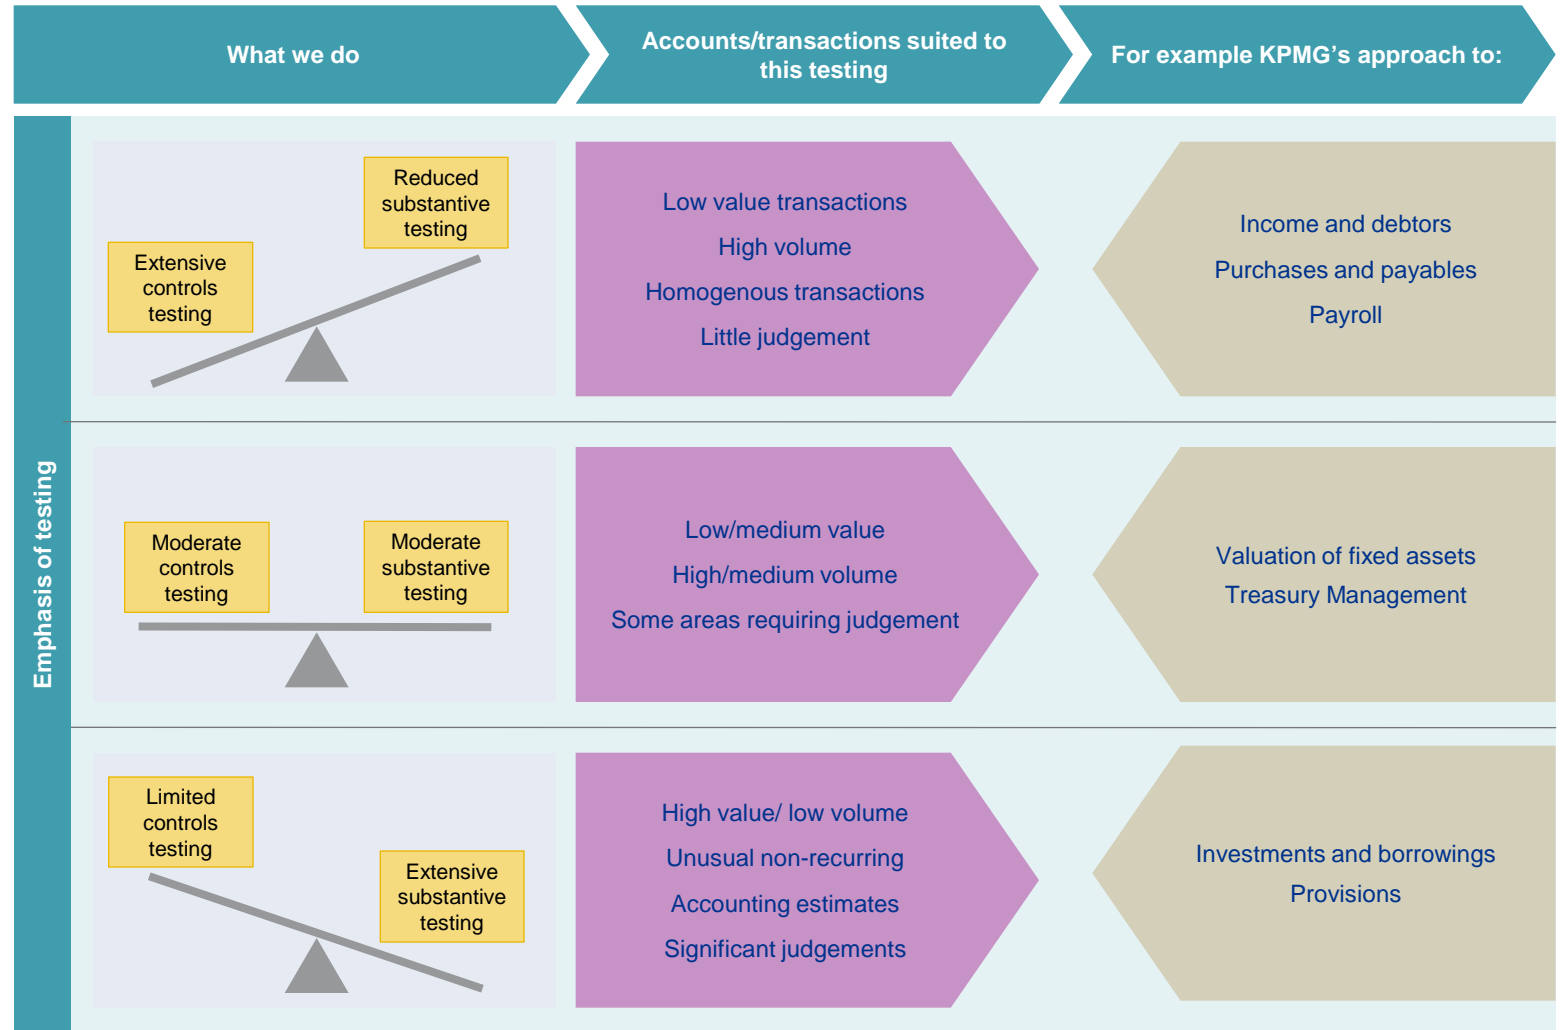 What we do
Accounts/transactions suited to
this testing
For example KPMG's approach to:
Emphasis of testing
Extensive
controls
testing
Reduced
substantive
testing
Low value transactions
High volume
Homogenous transactions
Little judgement
Income and debtors
Purchases and payables
Payroll
Moderate
controls
testing
Moderate
substantive
testing
Low/medium value
High/medium volume
Some areas requiring judgement
Valuation of fixed assets
Treasury Management
Limited
controls
testing
Extensive
substantive
testing
High value/ low volume
Unusual non-recurring
Accounting estimates
Significant judgements
Investments and borrowings
Provisions